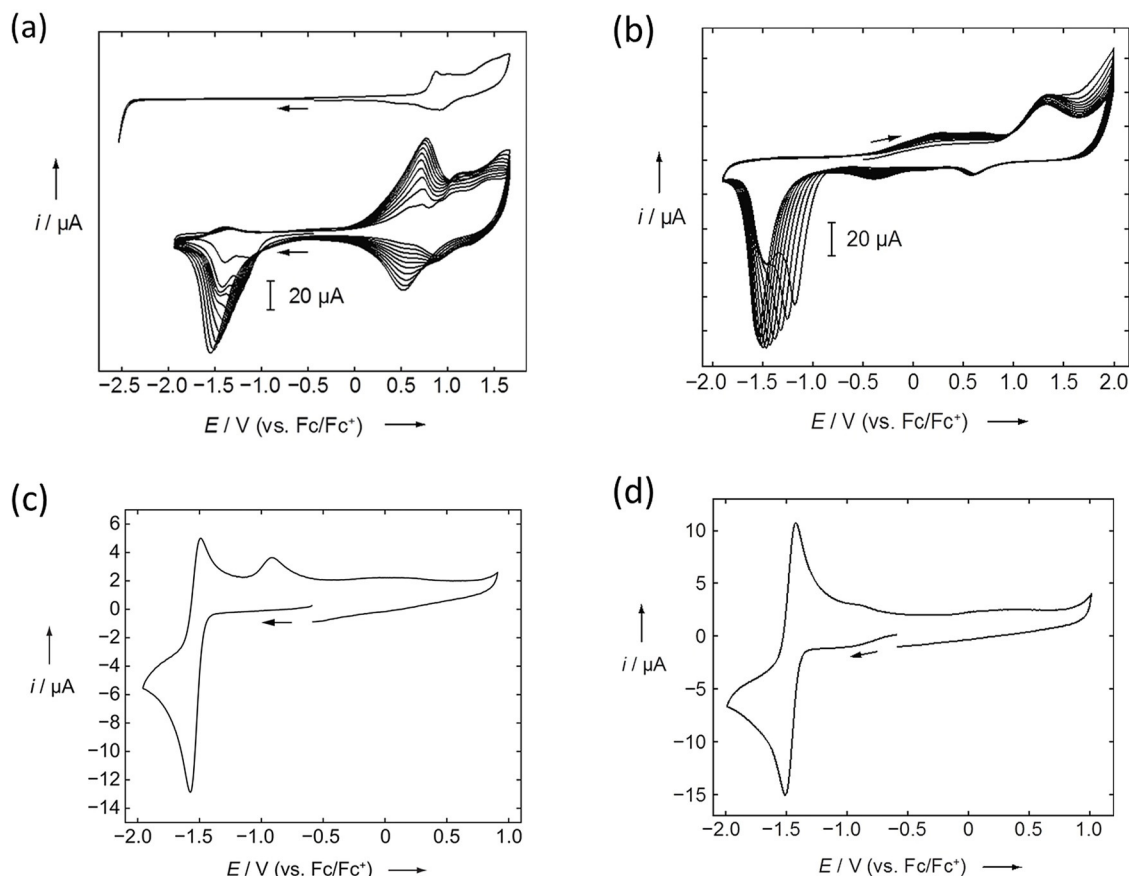 (a)
i / μA
20 μA
−2.5 −2.0 −1.5 −1.0 −0.5 0 0.5 1.0 1.5
E / V (vs. Fc/Fc⁺)
(b)
i / μA
20 μA
−2.0 −1.5 −1.0 −0.5 0 0.5 1.0 1.5 2.0
E / V (vs. Fc/Fc⁺)
(c)
6
4
2
0
−2
−4
−6
−8
−10
−12
−14
i / μA
−2.0 −1.5 −1.0 −0.5 0 0.5 1.0
E / V (vs. Fc/Fc⁺)
(d)
10
5
0
−5
−10
−15
i / μA
−2.0 −1.5 −1.0 −0.5 0 0.5 1.0
E / V (vs. Fc/Fc⁺)